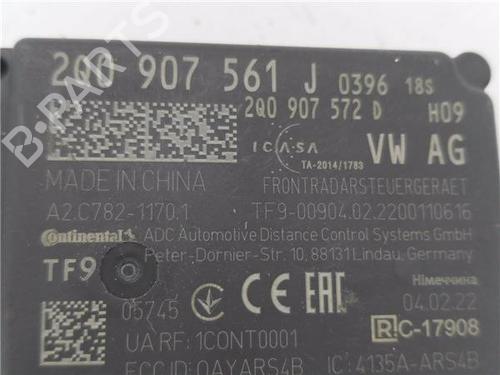 2Q0 907 561 J 0396 18S
2Q0 907 572 D H09
ICASA
TA-2014/1783
VW AG
MADE IN CHINA
FRONTRADARSTEUERGERAET
A2.C782-1170.1 TF9-00904.02.2200110616
Continental ADC Automotive Distance Control Systems GmbH
Peter-Dornier-Str. 10, 88131 Lindau, Germany
TF9
Німеччина
05745
CE EAC
04.02.22
UA RF: 1CONT0001
R C-17908
FCC ID: OAYARS4B IC: 4135A-ARS4B
B-PARTS